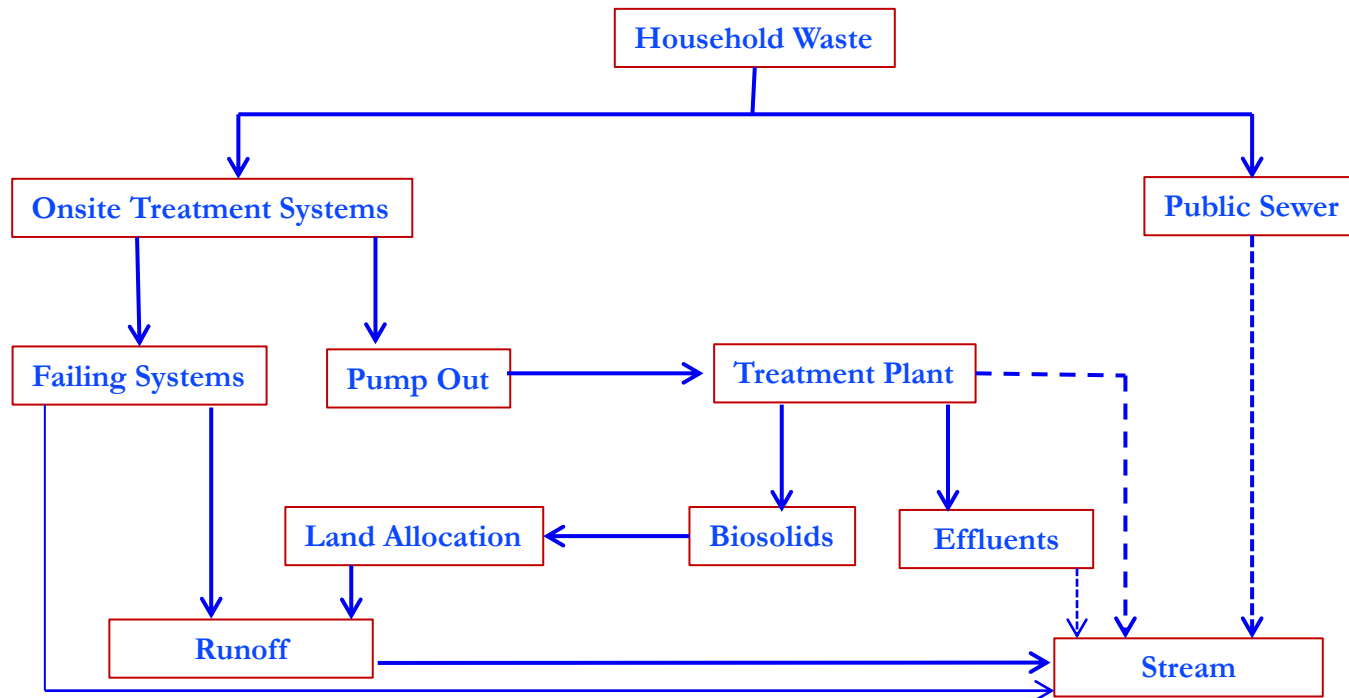 Household Waste
Onsite Treatment Systems
Public Sewer
Failing Systems
Pump Out
Treatment Plant
Land Allocation
Biosolids
Effluents
Runoff
Stream